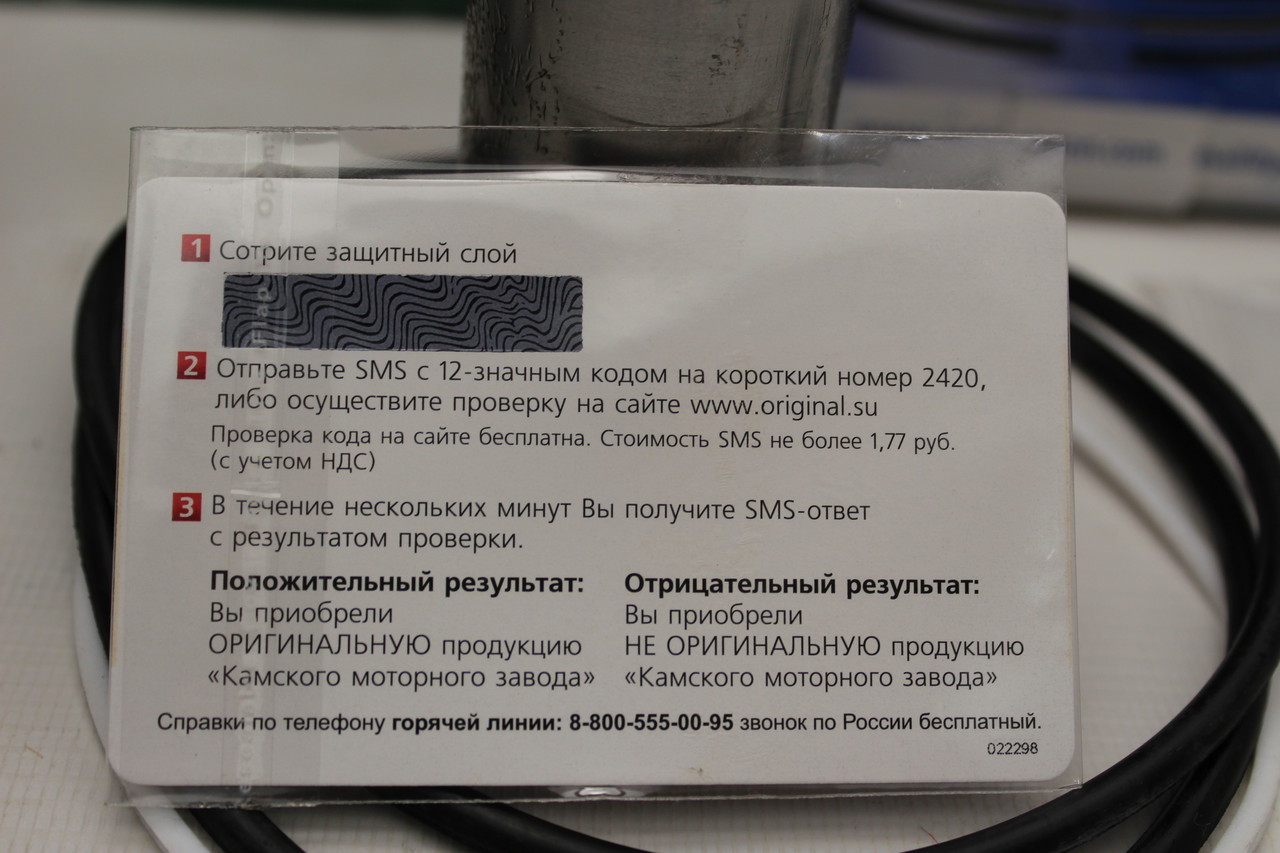 1 Сотрите защитный слой
2 Отправьте SMS с 12-значным кодом на короткий номер 2420,
либо осуществите проверку на сайте www.original.su
Проверка кода на сайте бесплатна. Стоимость SMS не более 1,77 руб.
(с учетом НДС)
3 В течение нескольких минут Вы получите SMS-ответ
с результатом проверки.
Положительный результат:
Вы приобрели
ОРИГИНАЛЬНУЮ продукцию
«Камского моторного завода»
Отрицательный результат:
Вы приобрели
НЕ ОРИГИНАЛЬНУЮ продукцию
«Камского моторного завода»
Справки по телефону горячей линии: 8-800-555-00-95 звонок по России бесплатный.
022298